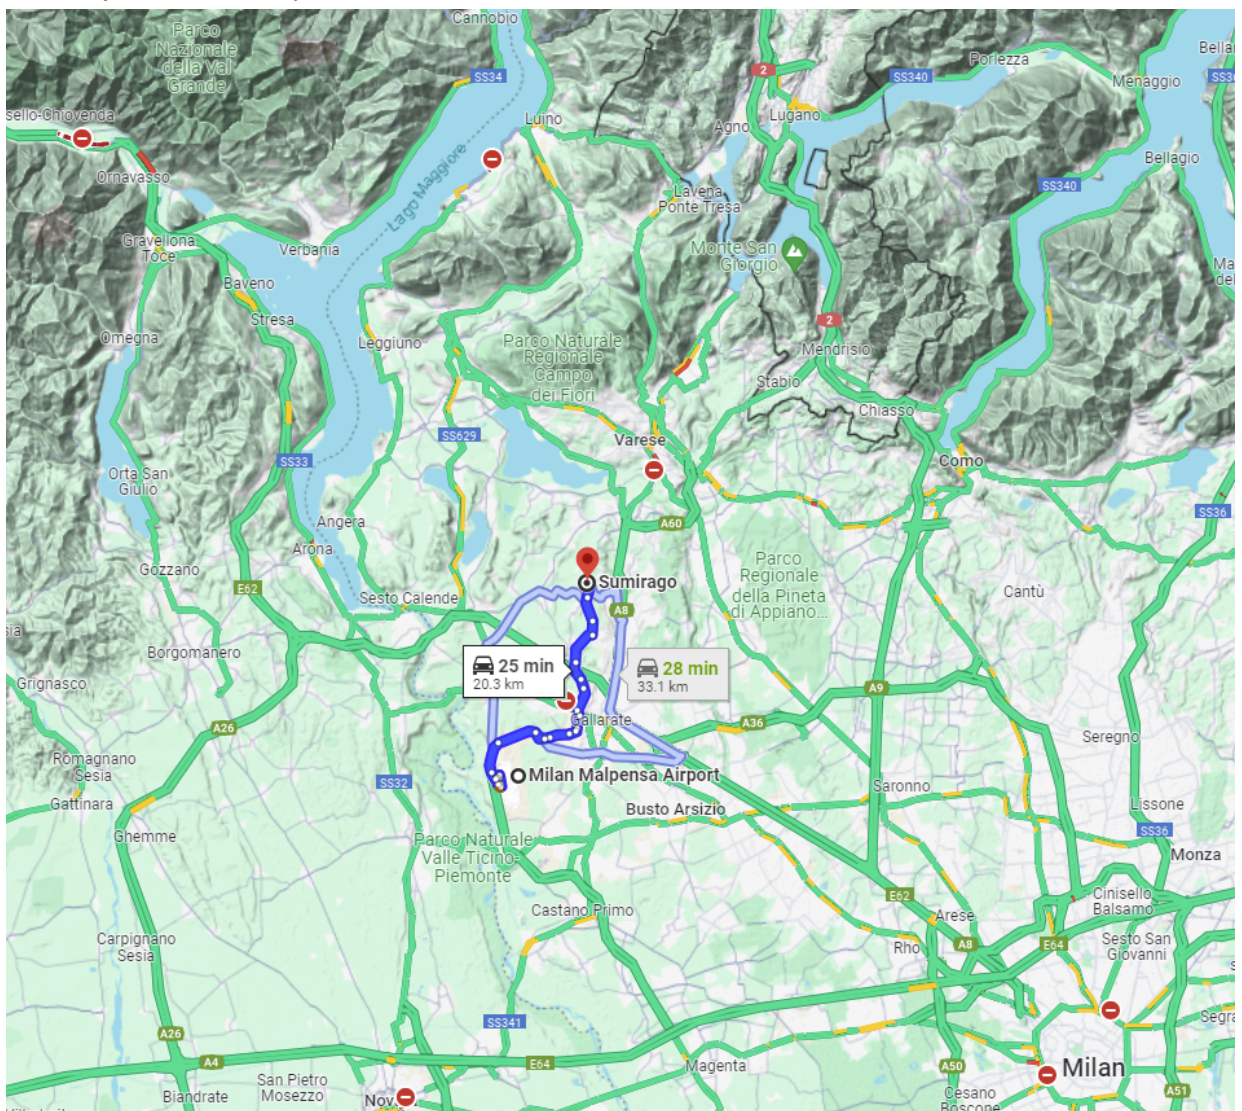 Cannobio
Parco
Nazionale
della Val
Grande
SS34
2
SS340
Porlezza
Menaggio
Luino
Agno
Lugano
Ornavasso
Bellagio
Lago Maggiore
SS340
Lavena
Ponte Tresa
Gravellona
Toce
Verbania
Monte San
Giorgio
Baveno
Stresa
2
Omegna
Leggiuno
Parco Naturale
Regionale
Campo
dei Fiori
Mendrisio
Stabio
Chiasso
SS629
Varese
SS33
Como
Orta San
Giulio
Angera
A60
SS36
Arona
Gozzano
Parco
Regionale
della Pineta
di Appiano...
E62
Sesto Calende
Sumirago
A8
Cantù
Borgomanero
25 min
20.3 km
28 min
33.1 km
Grignasco
A9
A26
Gallarate
A36
Seregno
Romagnano
Sesia
Milan Malpensa Airport
SS32
Saronno
Gattinara
Busto Arsizio
Lissone
Ghemme
SS36
Parco Naturale
Valle Ticino-
Piemonte
Monza
E62
Cinisello
Balsamo
Castano Primo
Arese
Carpignano
Sesia
Rho
A8
E64
Sesto San
Giovanni
SS341
A26
A4
E64
Magenta
A50
Milan
San Pietro
Mosezzo
Biandrate
Cesano
Boscone
A51